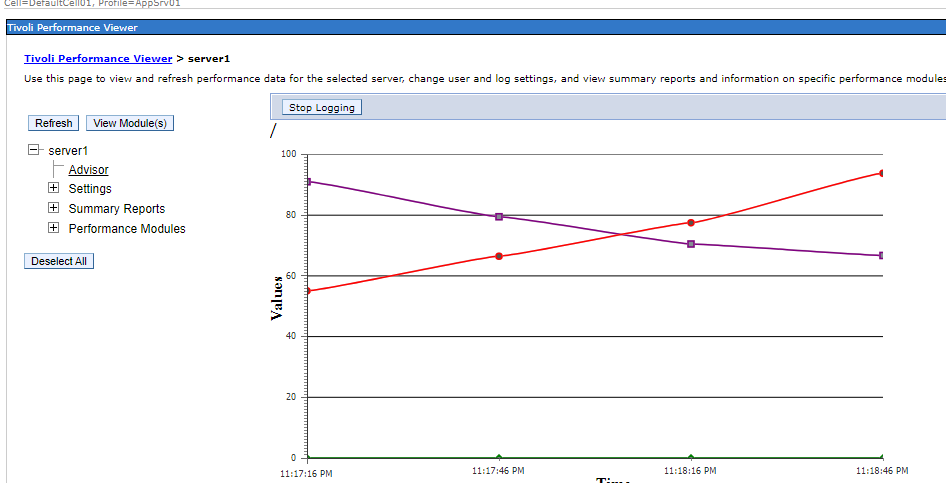 Cell=DefaultCell01, Profile=AppSrv01
Tivoli Performance Viewer
Tivoli Performance Viewer > server1
Use this page to view and refresh performance data for the selected server, change user and log settings, and view summary reports and information on specific performance modules
Refresh
View Module(s)
server1
Advisor
Settings
Summary Reports
Performance Modules
Deselect All
Stop Logging
/
Values
100
80
60
40
20
0
11:17:16 PM
11:17:46 PM
11:18:16 PM
11:18:46 PM
Time